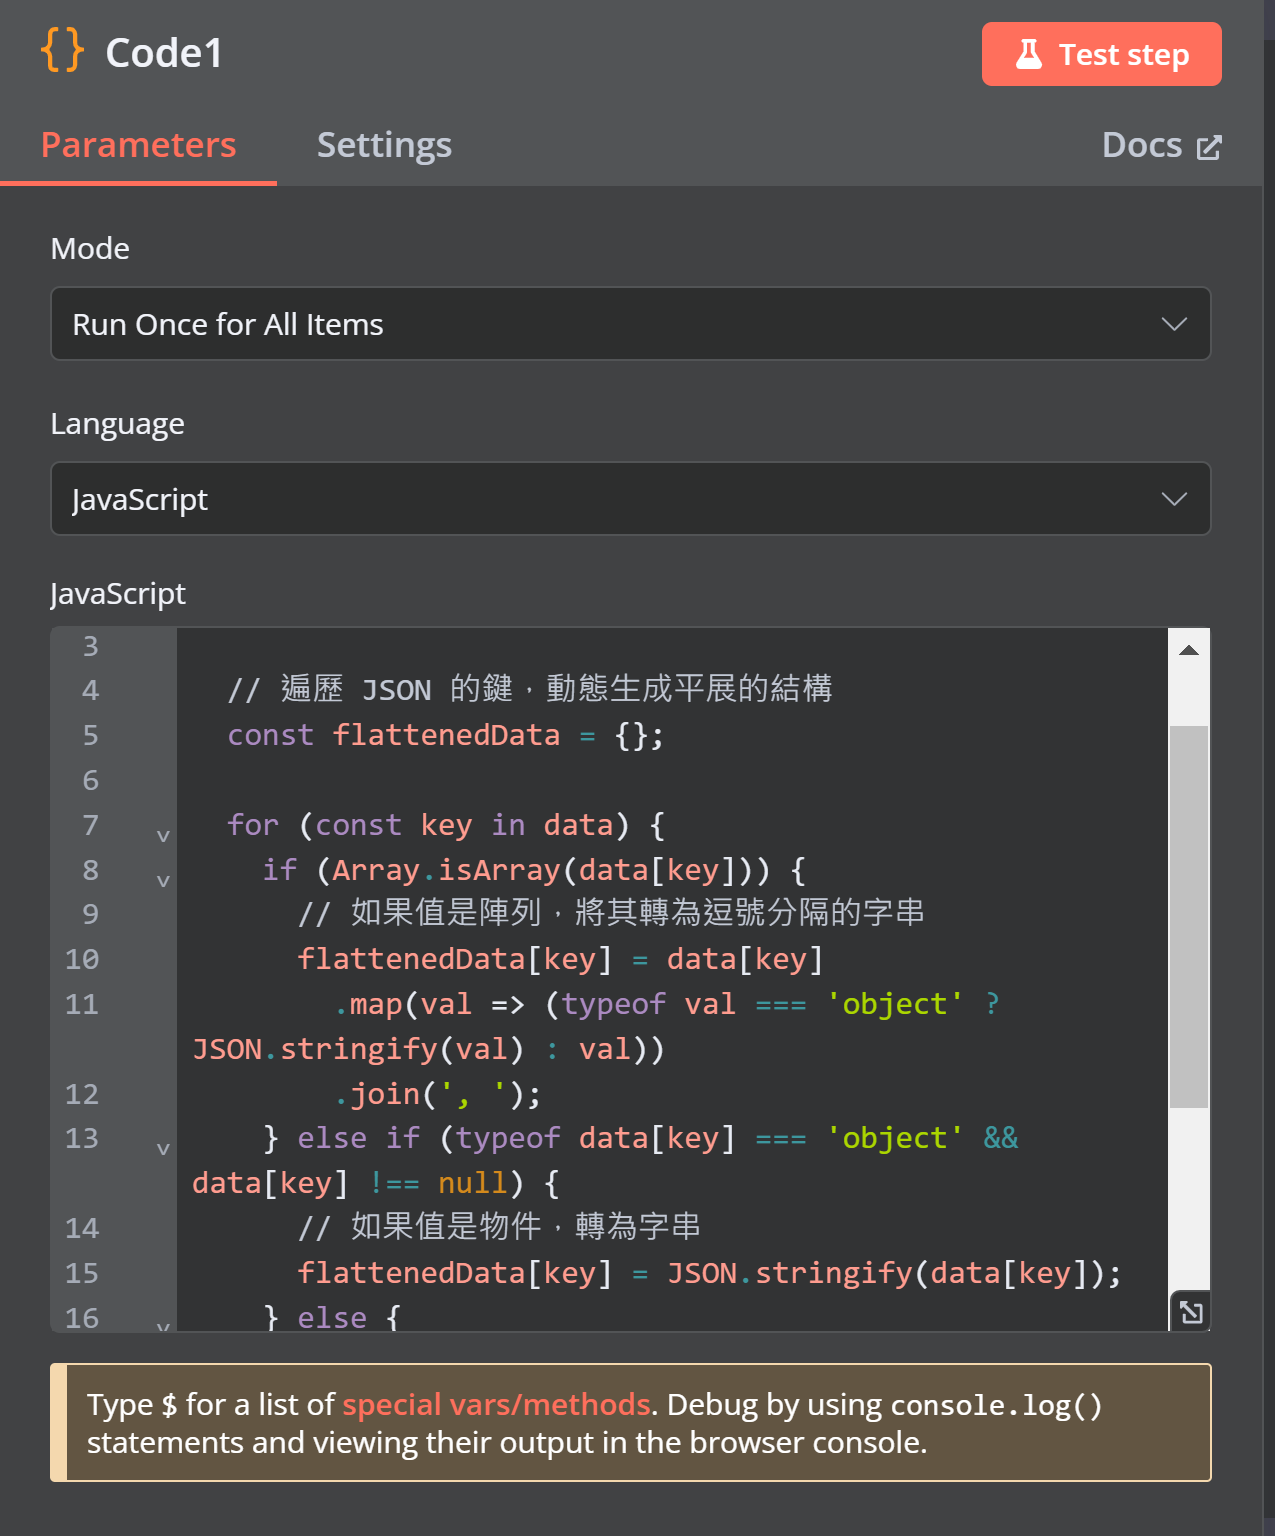 {} Code1
Test step
Parameters
Settings
Docs
Mode
Run Once for All Items
Language
JavaScript
JavaScript
3
4 // 遍歷 JSON 的鍵，動態生成平展的結構
5 const flattenedData = {};
6
7 for (const key in data) {
8 if (Array.isArray(data[key])) {
9 // 如果值是陣列，將其轉為逗號分隔的字串
10 flattenedData[key] = data[key]
11 .map(val => (typeof val === 'object' ?
JSON.stringify(val) : val))
12 .join(', ');
13 } else if (typeof data[key] === 'object' &&
data[key] !== null) {
14 // 如果值是物件，轉為字串
15 flattenedData[key] = JSON.stringify(data[key]);
16 } else {
Type $ for a list of special vars/methods. Debug by using console.log()
statements and viewing their output in the browser console.